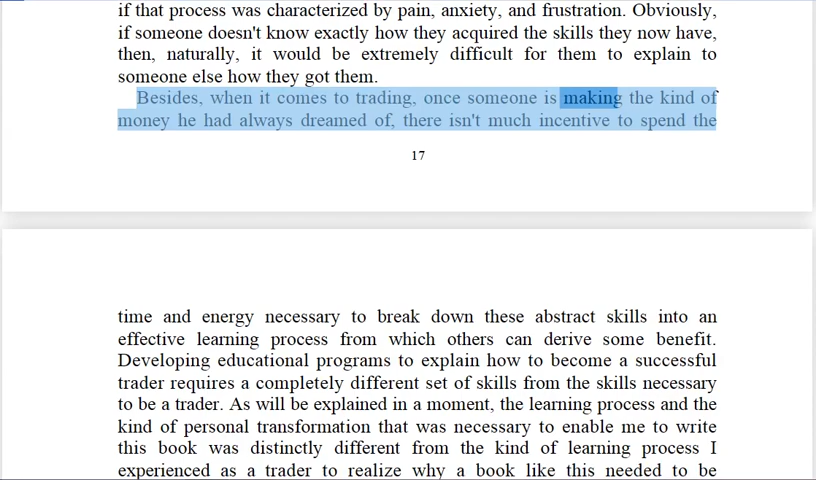 if that process was characterized by pain, anxiety, and frustration. Obviously,
if someone doesn't know exactly how they acquired the skills they now have,
then, naturally, it would be extremely difficult for them to explain to
someone else how they got them.
Besides, when it comes to trading, once someone is making the kind of
money he had always dreamed of, there isn't much incentive to spend the
17
time and energy necessary to break down these abstract skills into an
effective learning process from which others can derive some benefit.
Developing educational programs to explain how to become a successful
trader requires a completely different set of skills from the skills necessary
to be a trader. As will be explained in a moment, the learning process and the
kind of personal transformation that was necessary to enable me to write
this book was distinctly different from the kind of learning process I
experienced as a trader to realize why a book like this needed to be